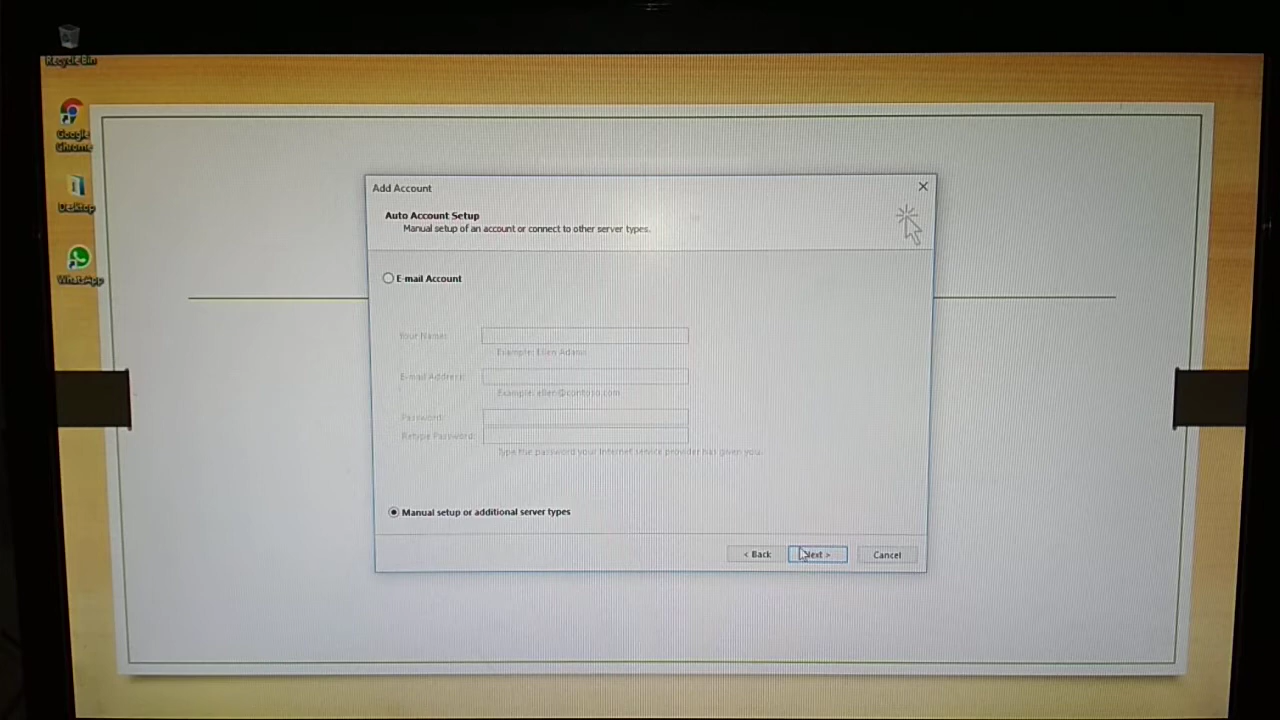 Recycle Bin
Google
Chrome
Desktop
WhatsApp
Add Account
Auto Account Setup
Manual setup of an account or connect to other server types.
E-mail Account
Your Name:
Example: Ellen Adams
E-mail Address:
Example: ellen@contoso.com
Password:
Retype Password:
Type the password your Internet service provider has given you.
Manual setup or additional server types
< Back
Next >
Cancel